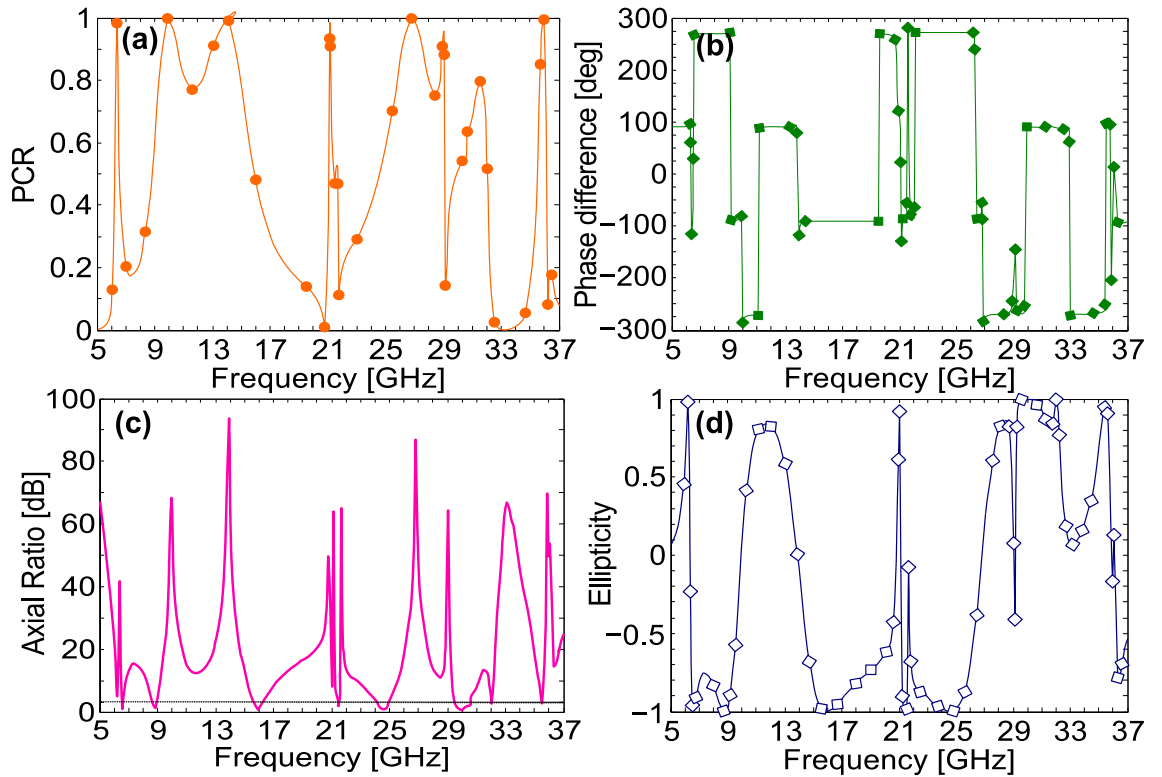 (a)
PCR
1
0.8
0.6
0.4
0.2
0
5 9 13 17 21 25 29 33 37
Frequency [GHz]
(b)
Phase difference [deg]
300
200
100
0
−100
−200
−300
5 9 13 17 21 25 29 33 37
Frequency [GHz]
(c)
Axial Ratio [dB]
100
80
60
40
20
0
5 9 13 17 21 25 29 33 37
Frequency [GHz]
(d)
Ellipticity
1
0.5
0
−0.5
−1
5 9 13 17 21 25 29 33 37
Frequency [GHz]